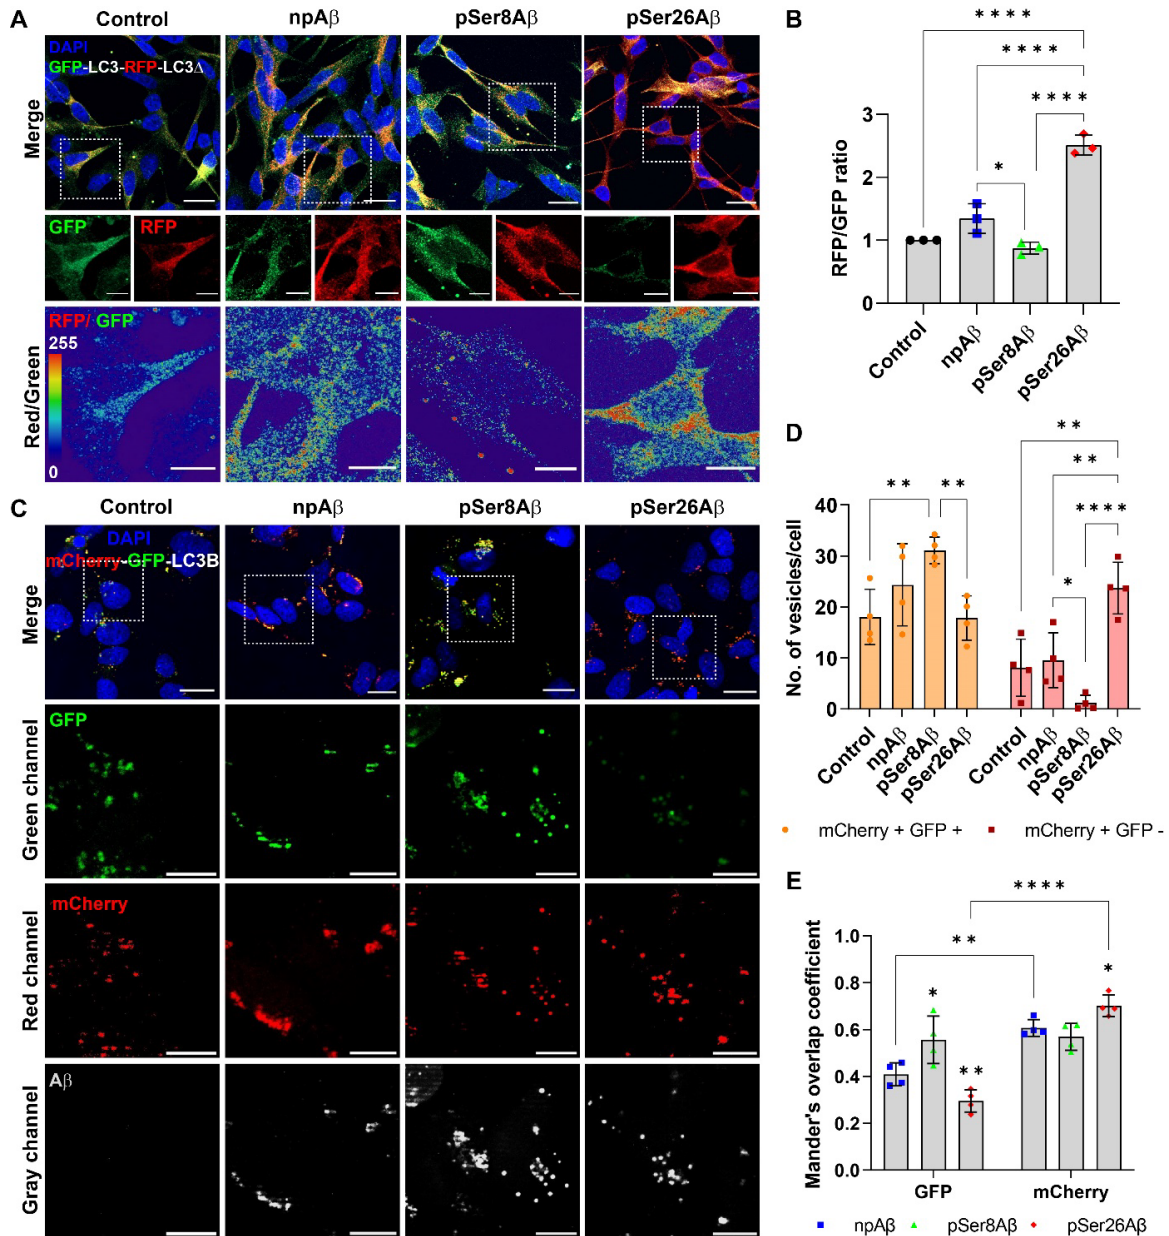 A
Control
npAβ
pSer8Aβ
pSer26Aβ
Merge
DAPI
GFP-LC3-RFP-LC3Δ
GFP
RFP
Red/Green
RFP/ GFP
255
0
B
RFP/GFP ratio
3
2
1
0
* * * *
* * * *
* * * *
*
Control
npAβ
pSer8Aβ
pSer26Aβ
C
Control
npAβ
pSer8Aβ
pSer26Aβ
Merge
DAPI
mCherry-GFP-LC3B
Green channel
GFP
Red channel
mCherry
Gray channel
Aβ
D
No. of vesicles/cell
40
30
20
10
0
* *
* *
* *
* *
* * * *
*
Control
npAβ
pSer8Aβ
pSer26Aβ
Control
npAβ
pSer8Aβ
pSer26Aβ
mCherry + GFP +
mCherry + GFP -
E
Mander's overlap coefficient
1.0
0.8
0.6
0.4
0.2
0.0
* * * *
* *
*
* *
*
GFP
mCherry
npAβ
pSer8Aβ
pSer26Aβ